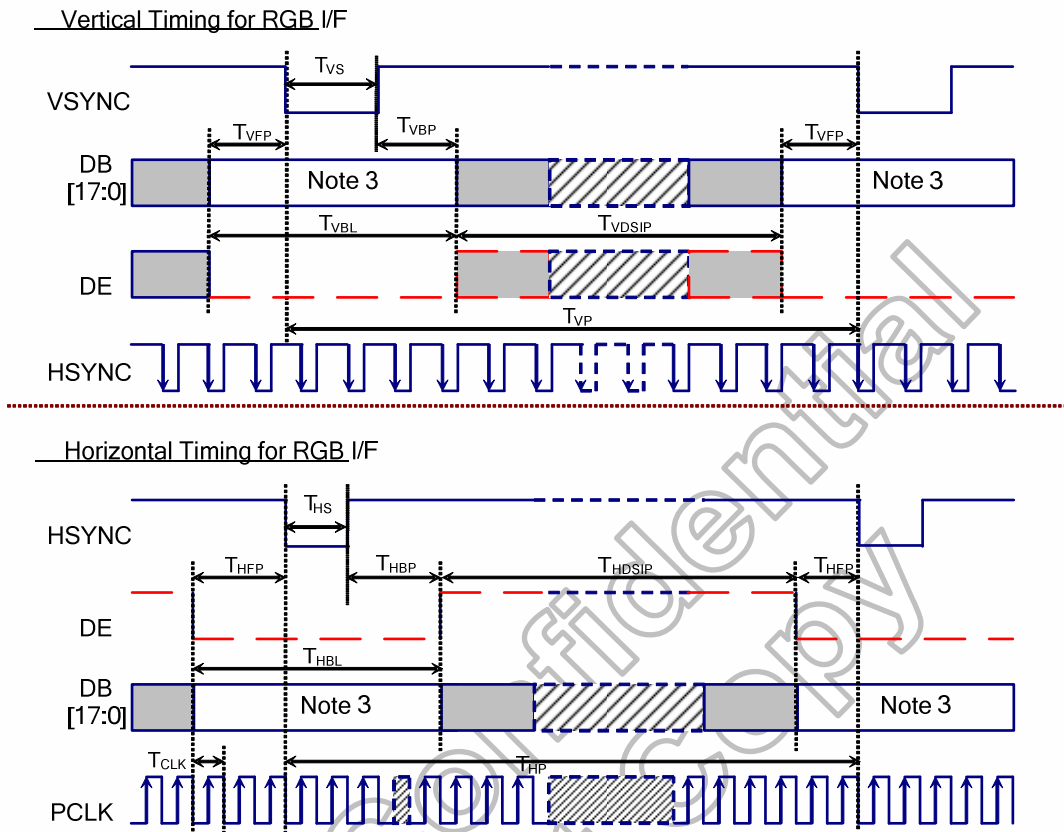 Vertical Timing for RGB I/F
TVS
VSYNC
TVFP
TVBP
TVFP
DB
[17:0]
Note 3
Note 3
TVBL
TVDSIP
DE
TVP
HSYNC
Horizontal Timing for RGB I/F
THS
HSYNC
THFP
THBP
THDSIP
THFP
DE
THBL
DB
[17:0]
Note 3
Note 3
TCLK
THP
PCLK
Confidential
Copy